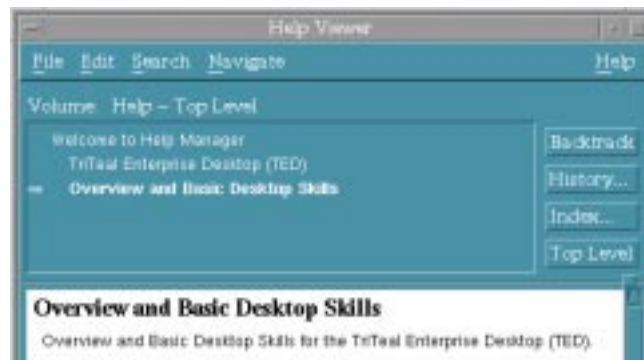 Help Viewer
File Edit Search Navigate Help
Volume: Help – Top Level
Welcome to Help Manager
TriTeal Enterprise Desktop (TED)
Overview and Basic Desktop Skills
Backtrack
History...
Index...
Top Level
Overview and Basic Desktop Skills
Overview and Basic Desktop Skills for the TriTeal Enterprise Desktop (TED).